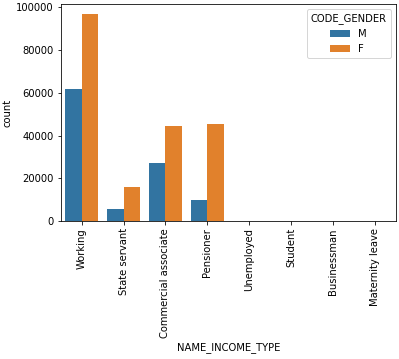 100000
80000
60000
40000
20000
0
count
CODE_GENDER
M
F
Working
State servant
Commercial associate
Pensioner
Unemployed
Student
Businessman
Maternity leave
NAME_INCOME_TYPE